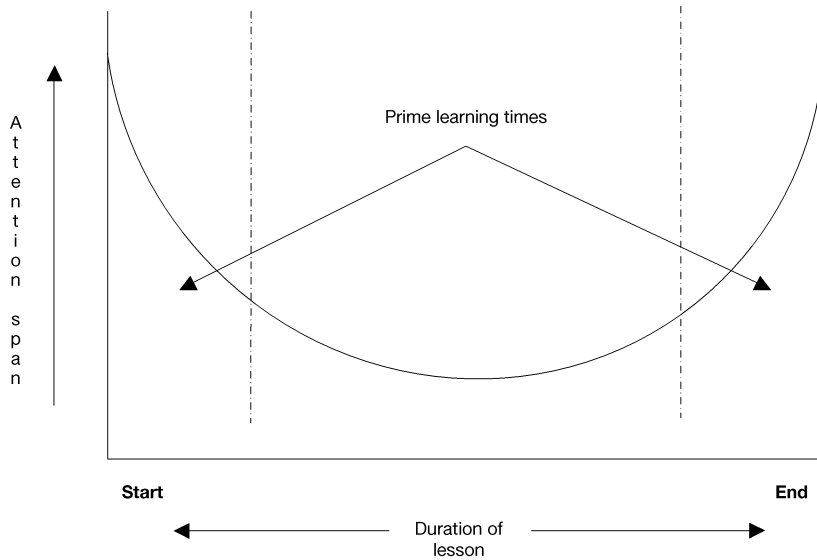 Prime learning times
Attention span
Start
End
Duration of
lesson